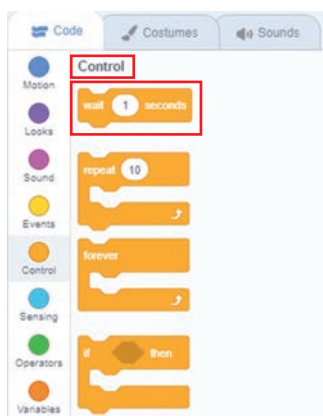 Code Costumes Sounds
Control
Motion
wait 1 seconds
Looks
repeat 10
Sound
Events
forever
Control
Sensing
if then
Operators
Variables